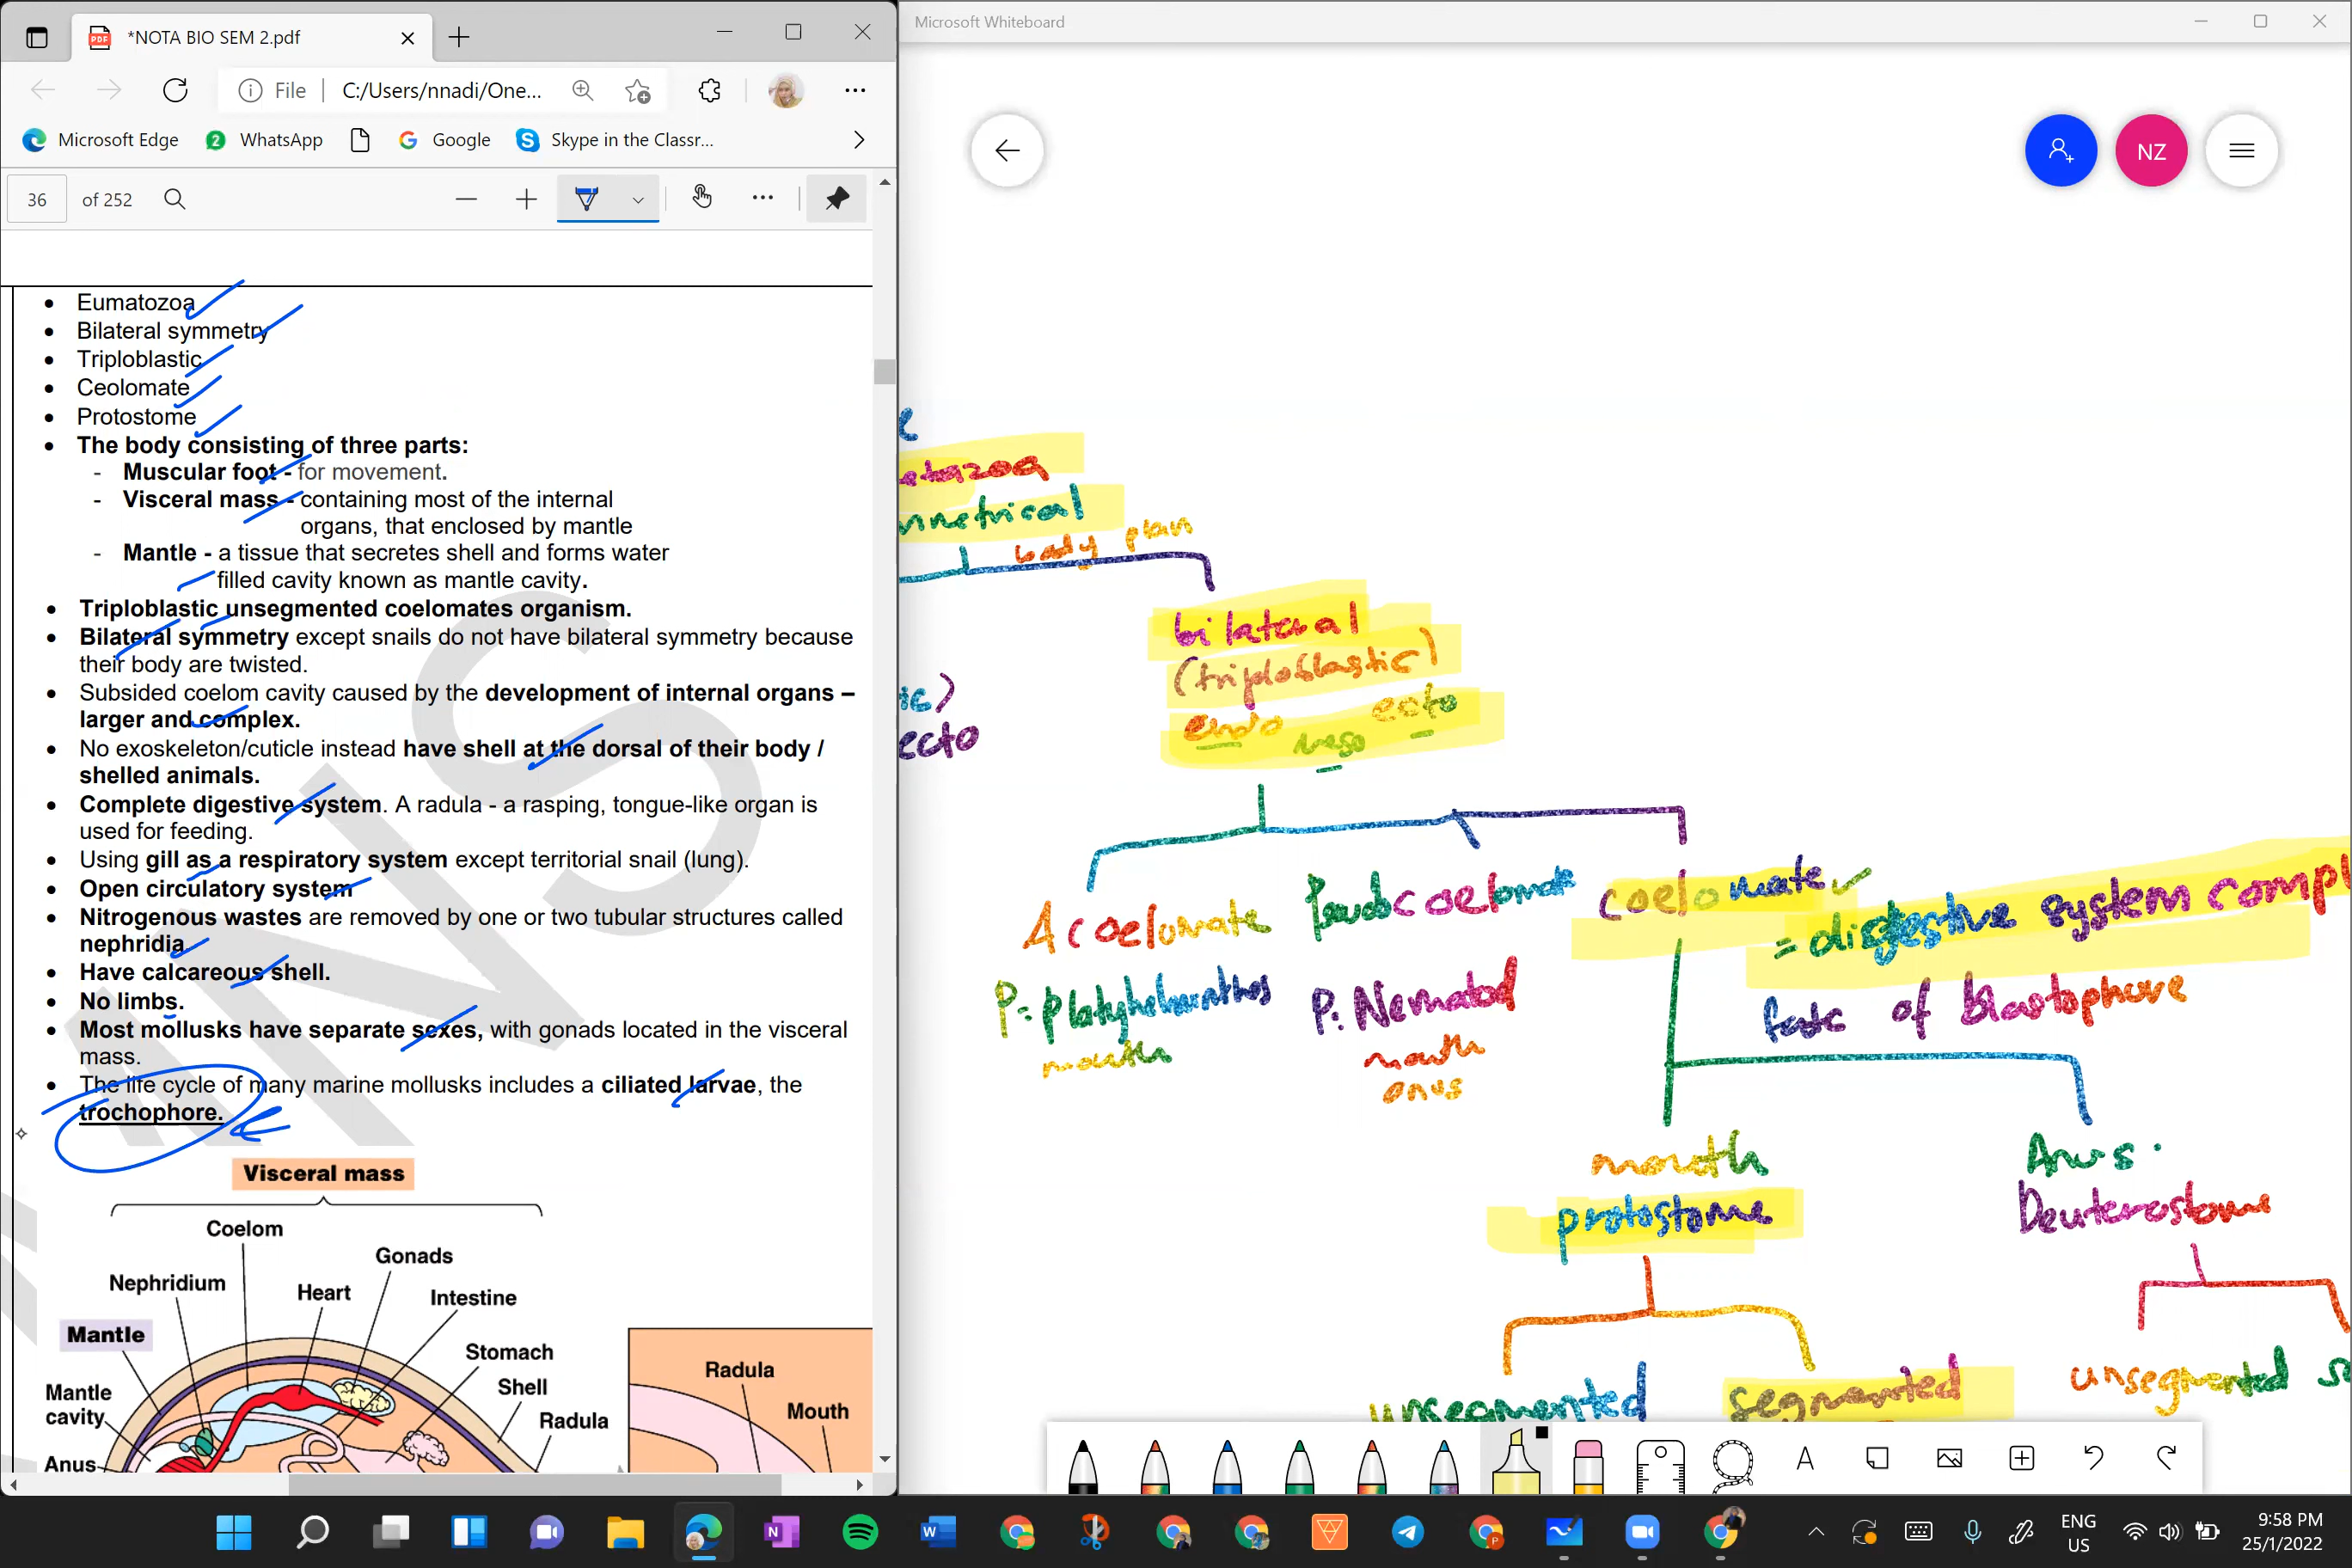 *NOTA BIO SEM 2.pdf
File
C:/Users/nnadi/One...
Microsoft Edge
2
WhatsApp
Google
Skype in the Classr...
36
of 252
Eumatozoa
Bilateral symmetry
Triploblastic
Ceolomate
Protostome
The body consisting of three parts:
- Muscular foot - for movement.
- Visceral mass - containing most of the internal
organs, that enclosed by mantle
- Mantle - a tissue that secretes shell and forms water
filled cavity known as mantle cavity.
Triploblastic unsegmented coelomates organism.
Bilateral symmetry except snails do not have bilateral symmetry because
their body are twisted.
Subsided coelom cavity caused by the development of internal organs –
larger and complex.
No exoskeleton/cuticle instead have shell at the dorsal of their body /
shelled animals.
Complete digestive system. A radula - a rasping, tongue-like organ is
used for feeding.
Using gill as a respiratory system except territorial snail (lung).
Open circulatory system
Nitrogenous wastes are removed by one or two tubular structures called
nephridia.
Have calcareous shell.
No limbs.
Most mollusks have separate sexes, with gonads located in the visceral
mass.
The life cycle of many marine mollusks includes a ciliated larvae, the
trochophore.
Visceral mass
Coelom
Gonads
Nephridium
Heart
Intestine
Mantle
Stomach
Mantle
cavity
Shell
Radula
Anus
Radula
Mouth
Microsoft Whiteboard
NZ
body plan
bilateral
(triploblastic)
endo meso ecto
ecto
Acoelomate
Pseudocoelomate
coelomate
= digestive system compl
P: Nematod
mouth
mouth
anus
fate of blastophore
mouth
protostome
Anus
Deuterostome
unsegmented
segmented
unsegmented
ENG
US
9:58 PM
25/1/2022